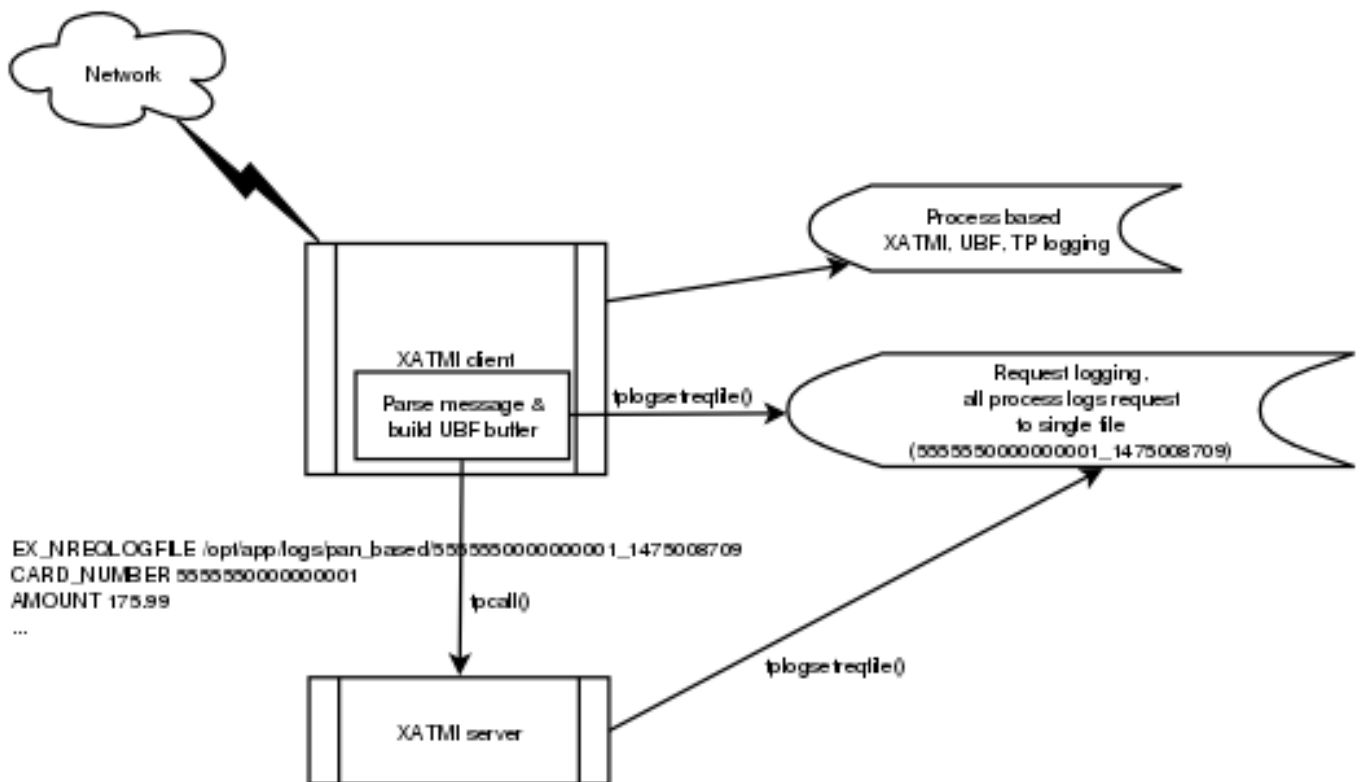 Network
Process based
XATMI, UBF, TP logging
XATMI client
Parse message &
build UBF buffer
tplogsetreqfile()
Request logging,
all process logs request
to single file
(5555550000000001_1475008709)
EX_NREQLOGFILE /opt/app/logs/pan_based/5555550000000001_1475008709
CARD_NUMBER 5555550000000001
AMOUNT 175.99
...
tpcall()
tplogsetreqfile()
XATMI server